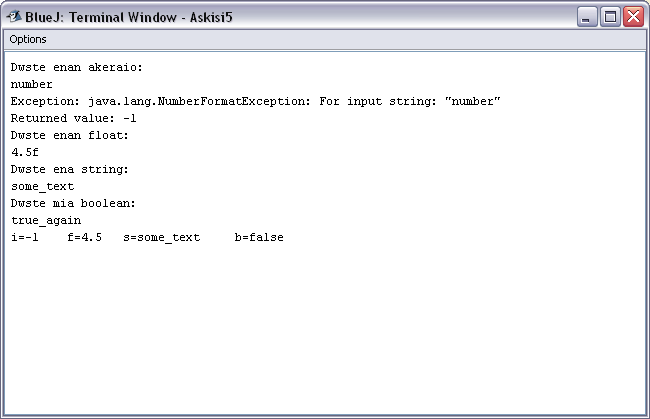 BlueJ: Terminal Window - Askisi5
Options
Dwste enan akeraio:
number
Exception: java.lang.NumberFormatException: For input string: "number"
Returned value: -1
Dwste enan float:
4.5f
Dwste ena string:
some_text
Dwste mia boolean:
true_again
i=-1    f=4.5   s=some_text     b=false